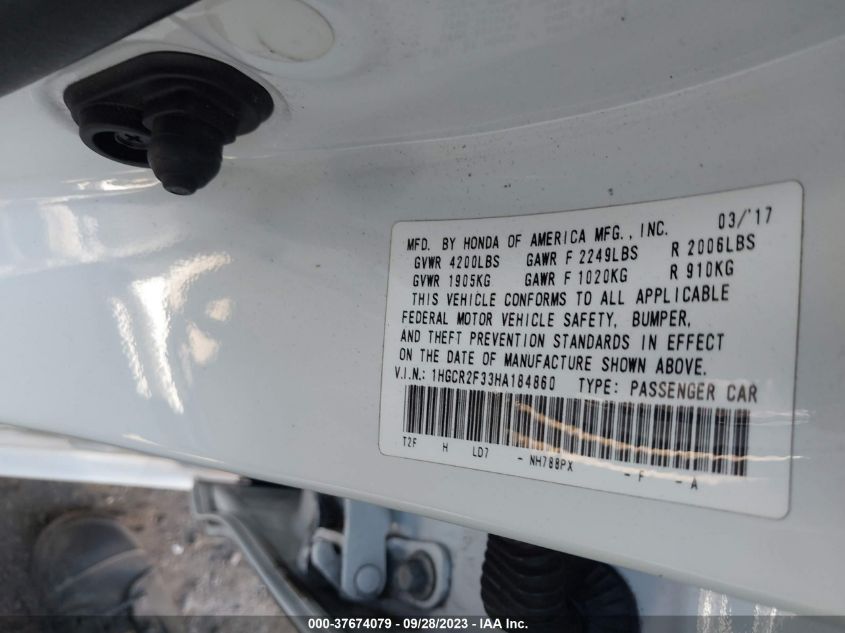 MFD. BY HONDA OF AMERICA MFG., INC. 03/'17
GVWR 4200LBS GAWR F 2249LBS R 2006LBS
GVWR 1905KG GAWR F 1020KG R 910KG
THIS VEHICLE CONFORMS TO ALL APPLICABLE
FEDERAL MOTOR VEHICLE SAFETY, BUMPER,
AND THEFT PREVENTION STANDARDS IN EFFECT
ON THE DATE OF MANUFACTURE SHOWN ABOVE.
V.I.N.: 1HGCR2F33HA184860 TYPE: PASSENGER CAR
T2F H LD7 - NH788PX - F - A
000-37674079 - 09/28/2023 - IAA Inc.